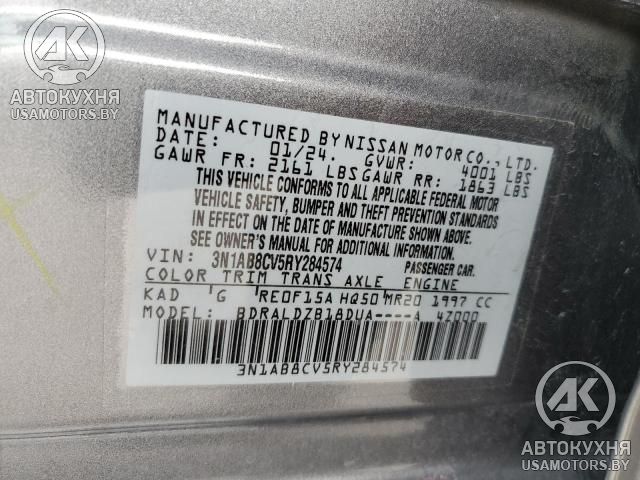 AK
АВТОКУХНЯ
USAMOTORS.BY
MANUFACTURED BY NISSAN MOTOR CO., LTD.
DATE: 01/24. GVWR: 4001 LBS
GAWR FR: 2161 LBS GAWR RR: 1863 LBS
THIS VEHICLE CONFORMS TO ALL APPLICABLE FEDERAL MOTOR
VEHICLE SAFETY, BUMPER AND THEFT PREVENTION STANDARDS
IN EFFECT ON THE DATE OF MANUFACTURE SHOWN ABOVE.
SEE OWNER'S MANUAL FOR ADDITIONAL INFORMATION.
VIN: 3N1AB8CV5RY284574 PASSENGER CAR.
COLOR TRIM TRANS AXLE ENGINE
KAD 'G RE0F15A HQ50 MR20 1997 CC
MODEL: BDRALDZB18DUA----A 4Z000
3N1AB8CV5RY284574
AK
АВТОКУХНЯ
USAMOTORS.BY